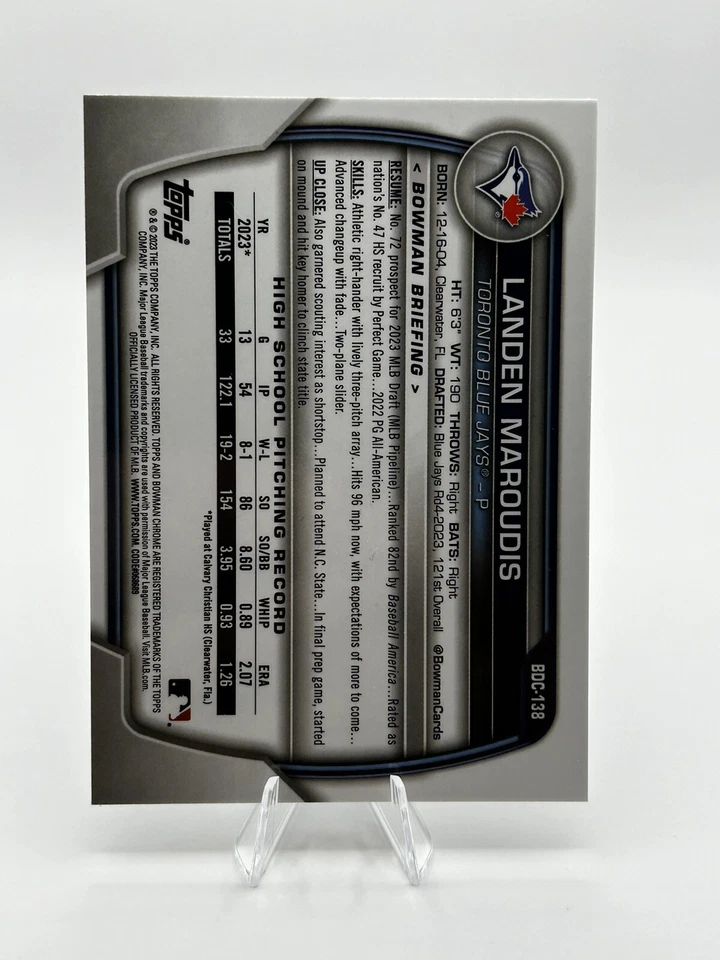 BDC-138
LANDEN MAROUDIS
TORONTO BLUE JAYS® – P
HT: 6'3" WT: 190 THROWS: Right BATS: Right
BORN: 12-16-04, Clearwater, FL DRAFTED: Blue Jays Rd4-2023, 121st Overall @BowmanCards
< BOWMAN BRIEFING >
RESUME: No. 72 prospect for 2023 MLB Draft (MLB Pipeline)...Ranked 82nd by Baseball America...Rated as
nation's No. 47 HS recruit by Perfect Game...2022 PG All-American.
SKILLS: Athletic right-hander with lively three-pitch array...Hits 96 mph now, with expectations of more to come...
Advanced changeup with fade...Two-plane slider.
UP CLOSE: Also garnered scouting interest as shortstop...Planned to attend N.C. State...In final prep game, started
on mound and hit key homer to clinch state title.
HIGH SCHOOL PITCHING RECORD
YR G IP W-L SO SO/BB WHIP ERA
2023* 13 54 8-1 86 8.60 0.89 2.07
TOTALS 33 122.1 19-2 154 3.95 0.93 1.26
*Played at Calvary Christian HS (Clearwater, Fla.)
topps
® & © 2023 THE TOPPS COMPANY, INC. ALL RIGHTS RESERVED. TOPPS AND BOWMAN CHROME ARE REGISTERED TRADEMARKS OF THE TOPPS
COMPANY, INC. Major League Baseball trademarks and copyrights are used with permission of Major League Baseball. Visit MLB.com.
OFFICIALLY LICENSED PRODUCT OF MLB. WWW.TOPPS.COM. CODE#968689